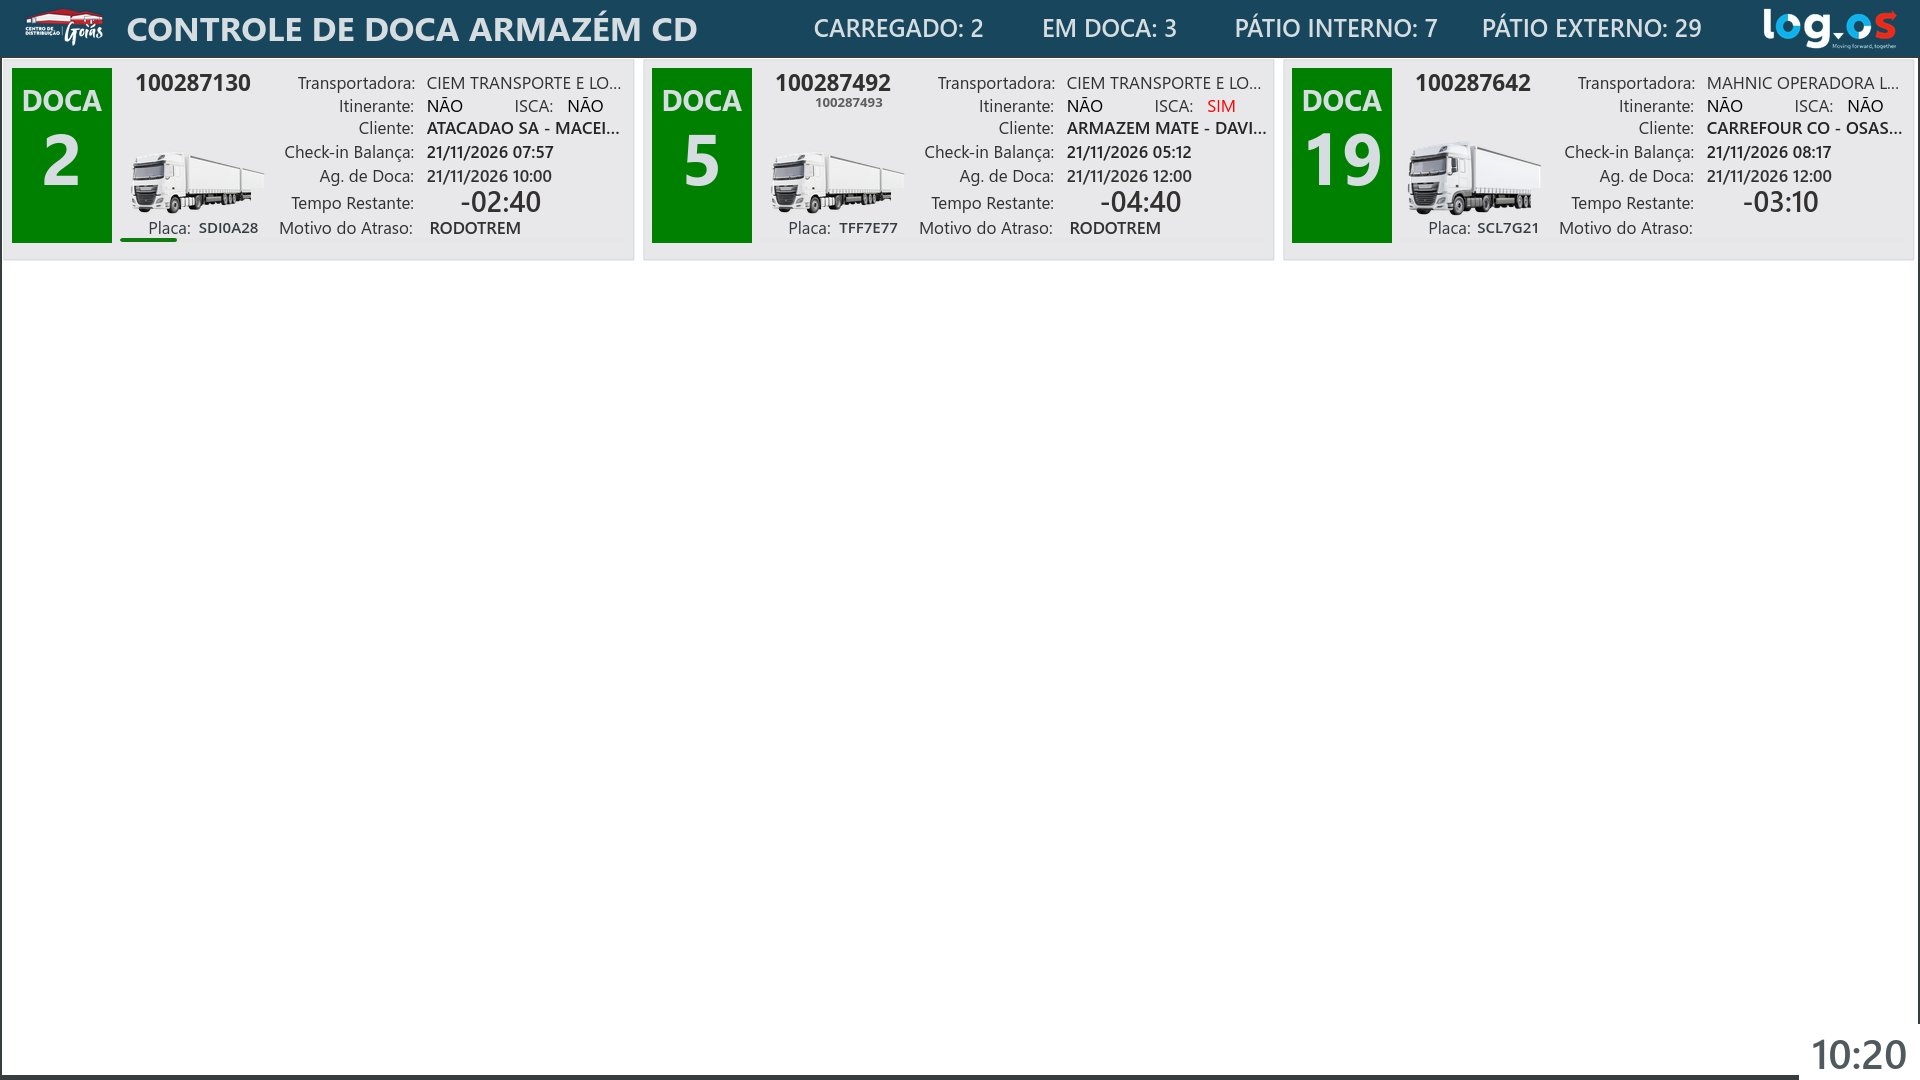 CENTRO DE DISTRIBUIÇÃO Goiás
CONTROLE DE DOCA ARMAZÉM CD
CARREGADO: 2
EM DOCA: 3
PÁTIO INTERNO: 7
PÁTIO EXTERNO: 29
log.os
Moving forward, together
DOCA
2
100287130
Transportadora: CIEM TRANSPORTE E LO...
Itinerante: NÃO ISCA: NÃO
Cliente: ATACADAO SA - MACEI...
Check-in Balança: 21/11/2026 07:57
Ag. de Doca: 21/11/2026 10:00
Tempo Restante: -02:40
Placa: SDI0A28 Motivo do Atraso: RODOTREM
DOCA
5
100287492
100287493
Transportadora: CIEM TRANSPORTE E LO...
Itinerante: NÃO ISCA: SIM
Cliente: ARMAZEM MATE - DAVI...
Check-in Balança: 21/11/2026 05:12
Ag. de Doca: 21/11/2026 12:00
Tempo Restante: -04:40
Placa: TFF7E77 Motivo do Atraso: RODOTREM
DOCA
19
100287642
Transportadora: MAHNIC OPERADORA L...
Itinerante: NÃO ISCA: NÃO
Cliente: CARREFOUR CO - OSAS...
Check-in Balança: 21/11/2026 08:17
Ag. de Doca: 21/11/2026 12:00
Tempo Restante: -03:10
Placa: SCL7G21 Motivo do Atraso:
10:20